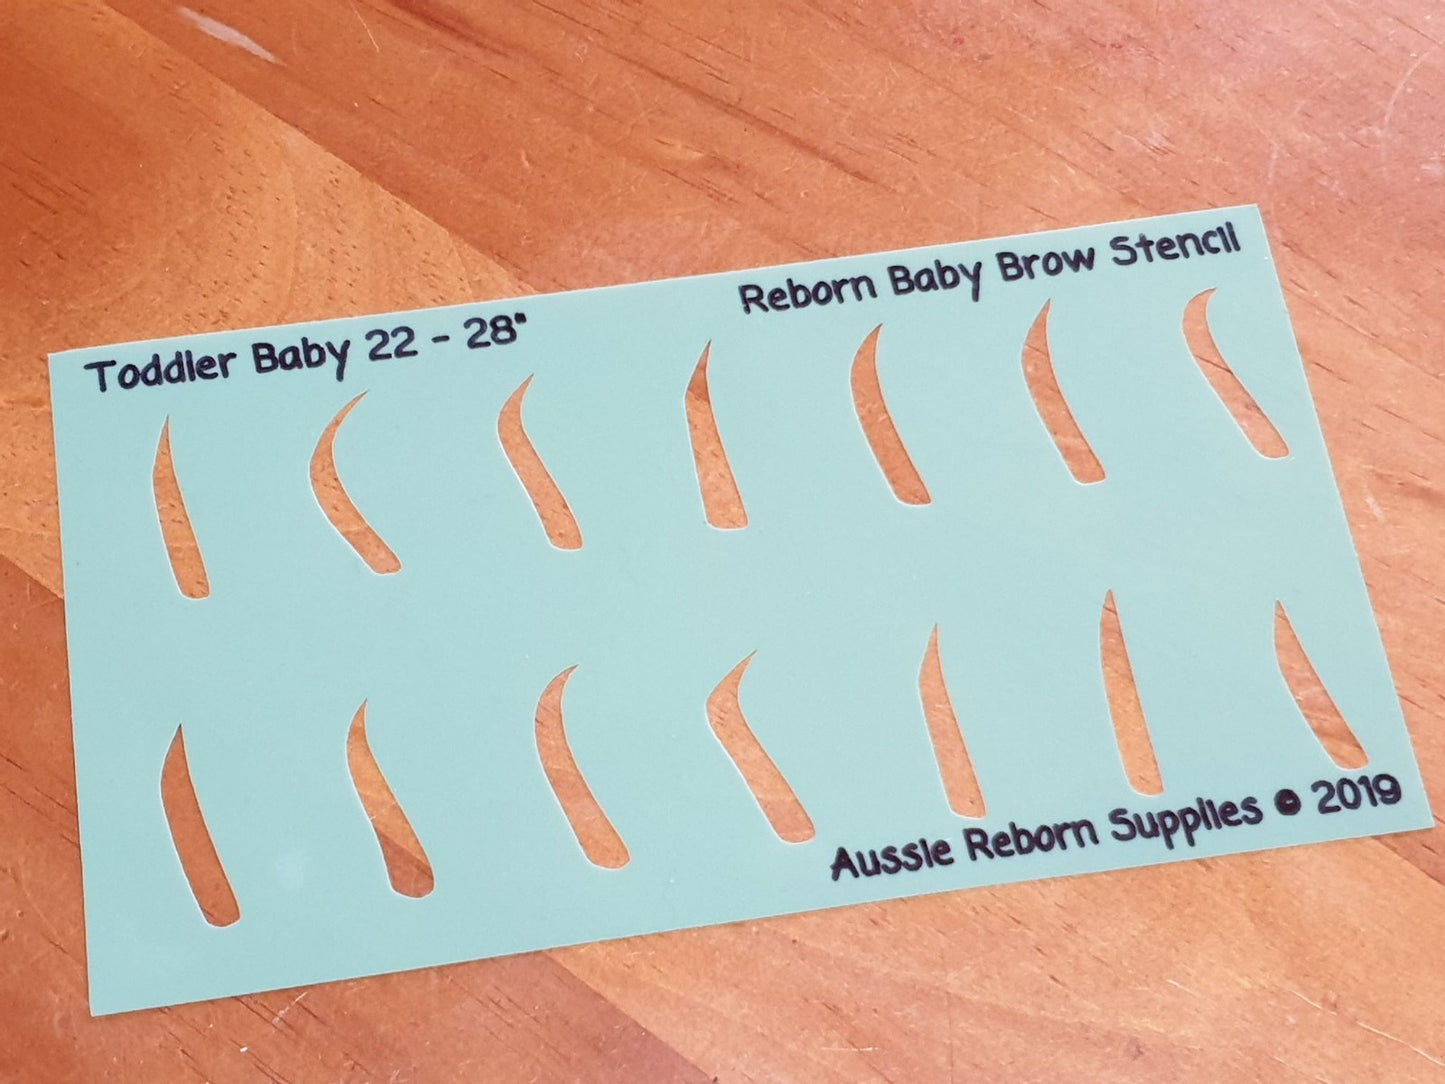 Toddler Baby 22 - 28"
Reborn Baby Brow Stencil
Aussie Reborn Supplies © 2019